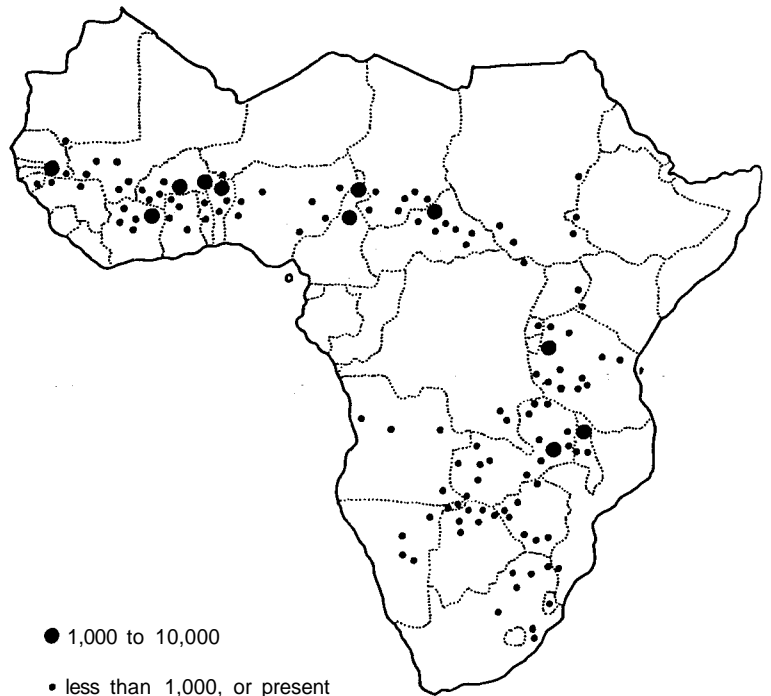 1,000 to 10,000
less than 1,000, or present